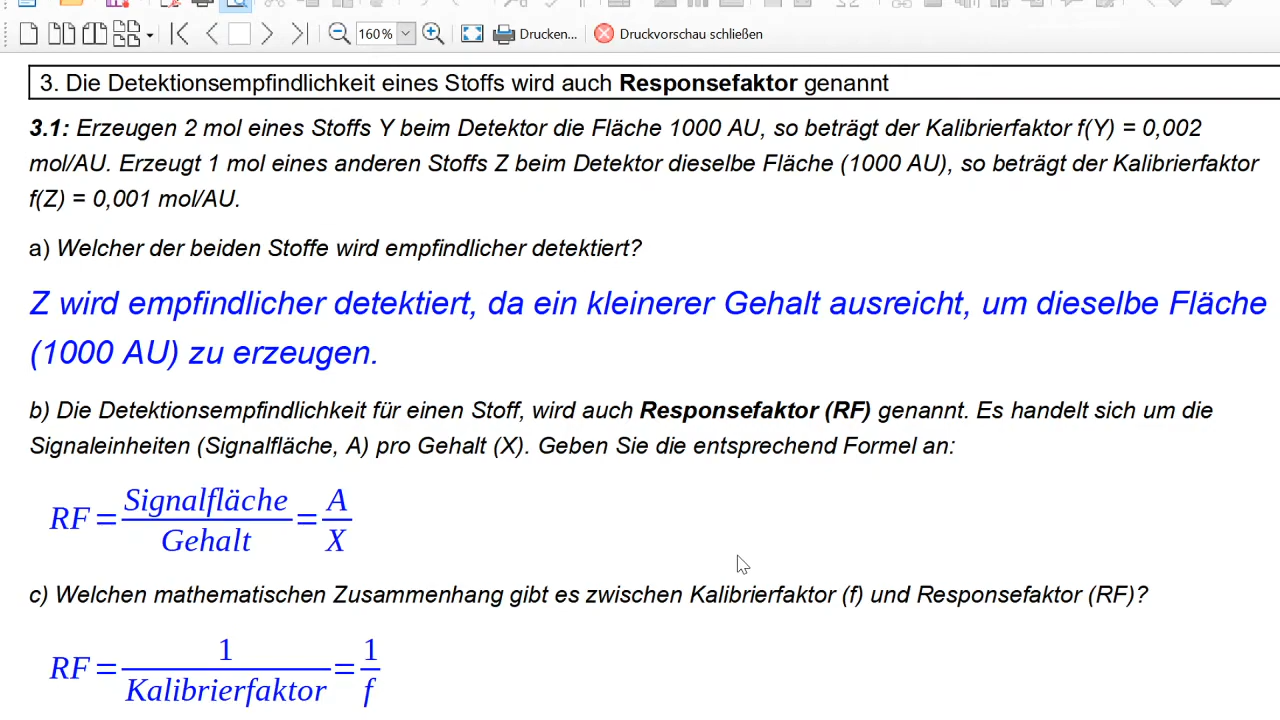 160% Drucken... Druckvorschau schließen
3. Die Detektionsempfindlichkeit eines Stoffs wird auch Responsefaktor genannt
3.1: Erzeugen 2 mol eines Stoffs Y beim Detektor die Fläche 1000 AU, so beträgt der Kalibrierfaktor f(Y) = 0,002
mol/AU. Erzeugt 1 mol eines anderen Stoffs Z beim Detektor dieselbe Fläche (1000 AU), so beträgt der Kalibrierfaktor
f(Z) = 0,001 mol/AU.
a) Welcher der beiden Stoffe wird empfindlicher detektiert?
Z wird empfindlicher detektiert, da ein kleinerer Gehalt ausreicht, um dieselbe Fläche
(1000 AU) zu erzeugen.
b) Die Detektionsempfindlichkeit für einen Stoff, wird auch Responsefaktor (RF) genannt. Es handelt sich um die
Signaleinheiten (Signalfläche, A) pro Gehalt (X). Geben Sie die entsprechend Formel an:
RF = Signalfläche / Gehalt = A / X
c) Welchen mathematischen Zusammenhang gibt es zwischen Kalibrierfaktor (f) und Responsefaktor (RF)?
RF = 1 / Kalibrierfaktor = 1 / f